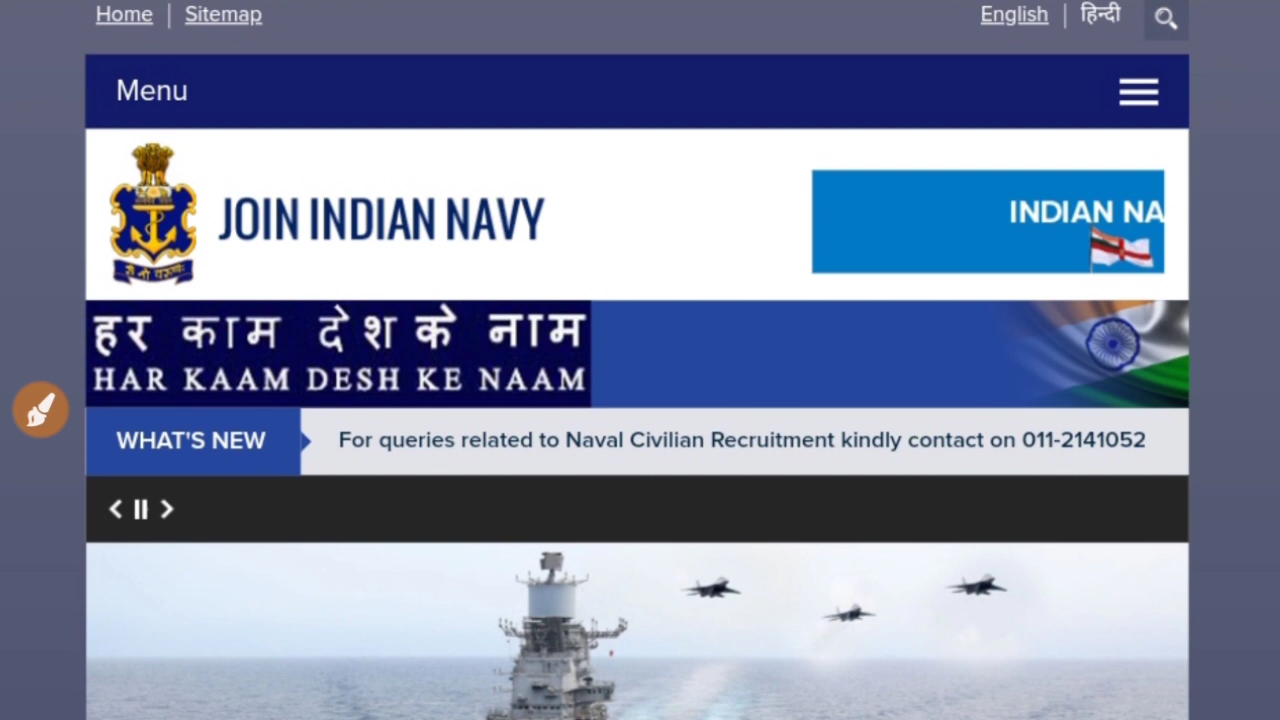 Home | Sitemap
English | हिन्दी
Menu
JOIN INDIAN NAVY
INDIAN NA
हर काम देश के नाम
HAR KAAM DESH KE NAAM
WHAT'S NEW
For queries related to Naval Civilian Recruitment kindly contact on 011-2141052